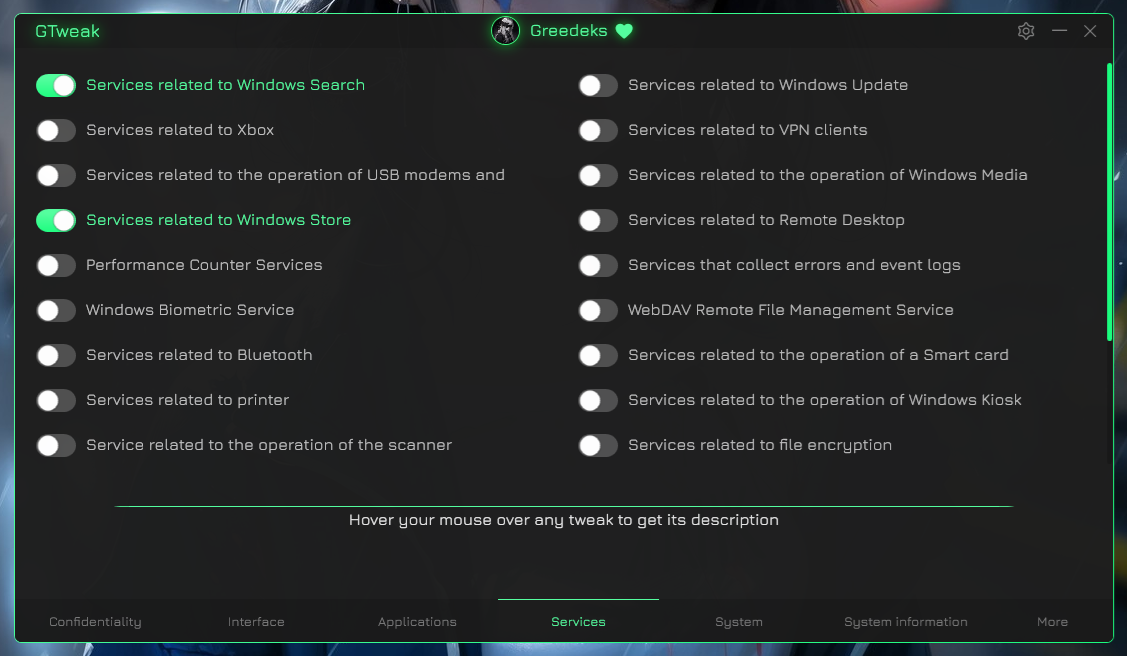 GTweak
Greedeks
Services related to Windows Search
Services related to Windows Update
Services related to Xbox
Services related to VPN clients
Services related to the operation of USB modems and
Services related to the operation of Windows Media
Services related to Windows Store
Services related to Remote Desktop
Performance Counter Services
Services that collect errors and event logs
Windows Biometric Service
WebDAV Remote File Management Service
Services related to Bluetooth
Services related to the operation of a Smart card
Services related to printer
Services related to the operation of Windows Kiosk
Service related to the operation of the scanner
Services related to file encryption
Hover your mouse over any tweak to get its description
Confidentiality
Interface
Applications
Services
System
System information
More